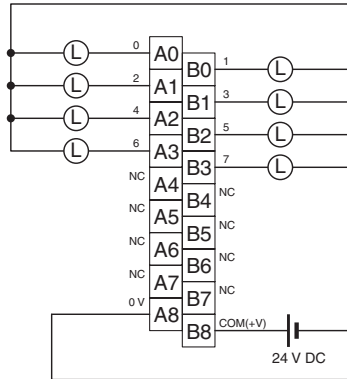 0 A0
L
B0 1 L
L 2 A1
B1 3 L
L 4 A2
B2 5 L
L 6 A3
B3 7 L
NC A4
B4 NC
NC A5
B5 NC
NC A6
B6 NC
NC A7
B7 NC
0 V A8
B8 COM(+V)
24 V DC